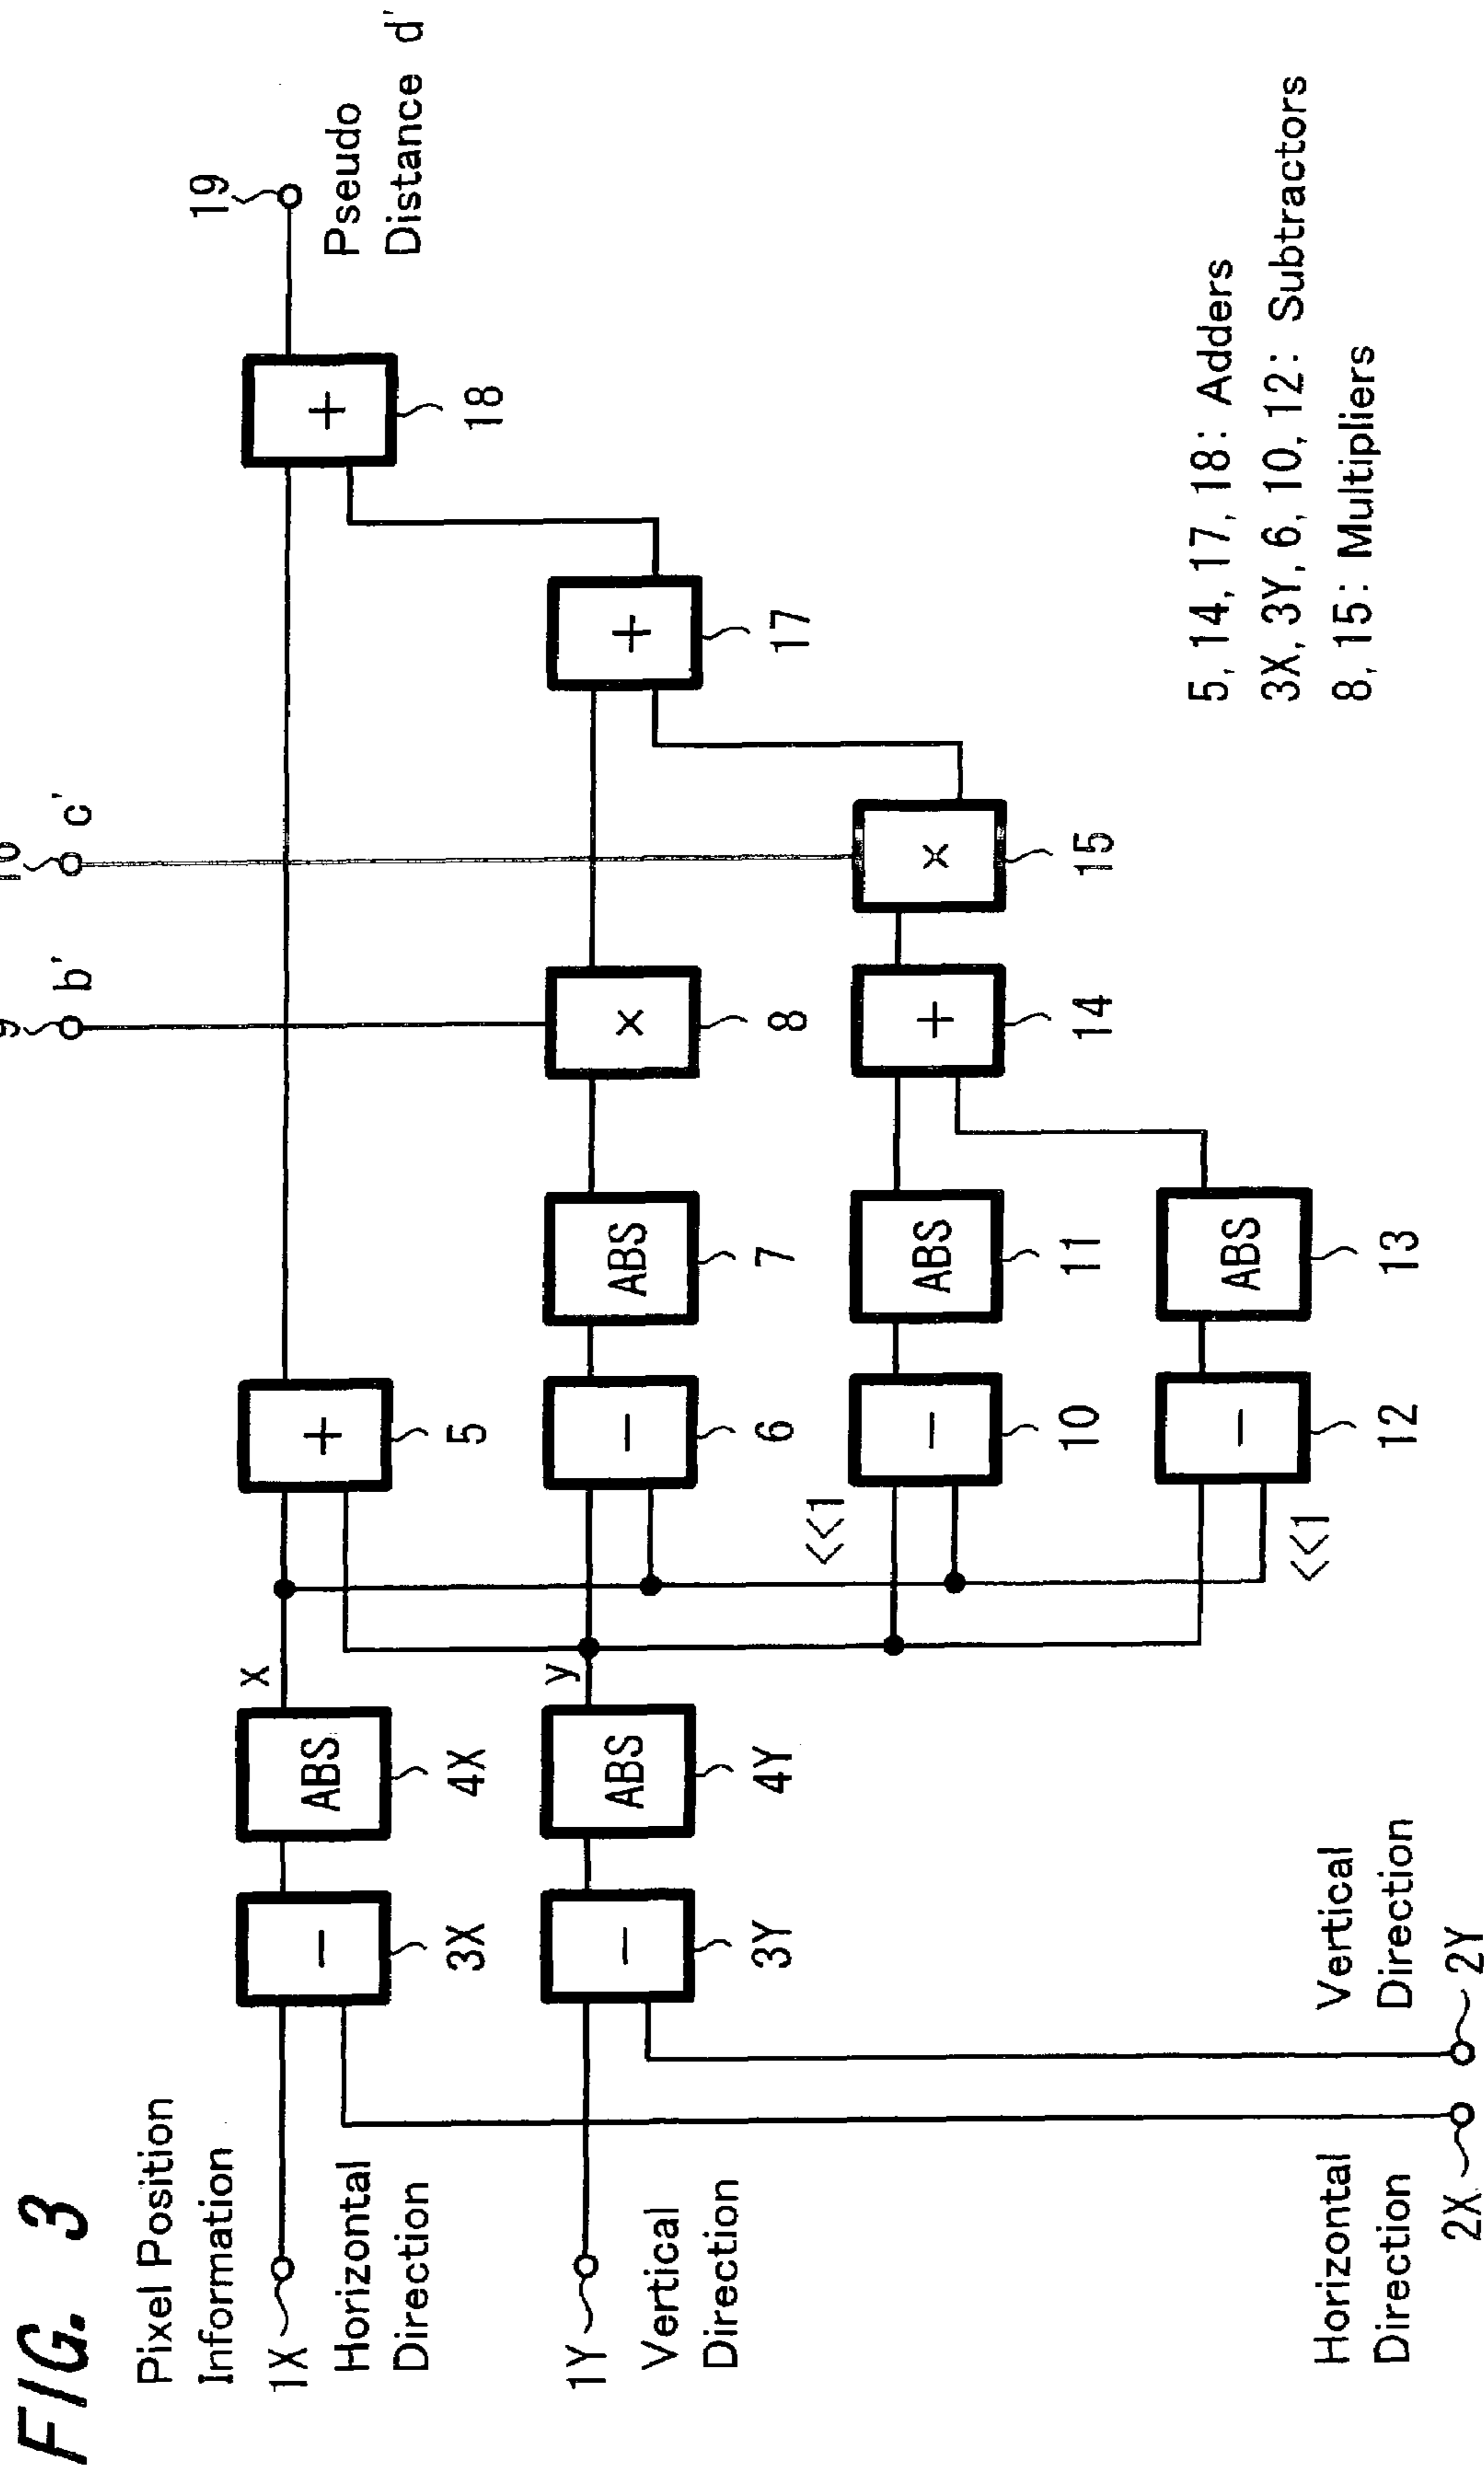 FIG. 3
Pixel Position
Information
1X
Horizontal
Direction
1Y
Vertical
Direction
Horizontal
Direction
2X
Vertical
Direction
2Y
−
3X
ABS
4X
x
−
3Y
ABS
4Y
y
+
5
−
6
ABS
7
×
8
9
b'
<<1
−
10
ABS
11
<<1
−
12
ABS
13
+
14
×
15
c'
+
17
+
18
19
Pseudo
Distance d'
5, 14, 17, 18: Adders
3X, 3Y, 6, 10, 12: Subtractors
8, 15: Multipliers